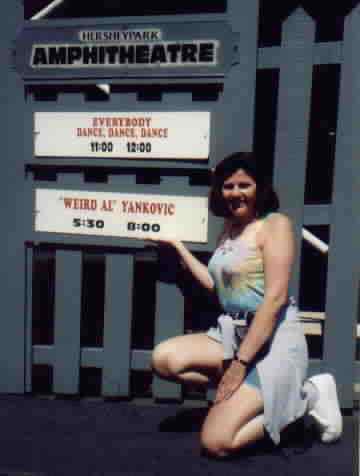 HERSHEYPARK
AMPHITHEATRE
EVERYBODY
DANCE, DANCE, DANCE
11:00 12:00
"WEIRD AL" YANKOVIC
5:30 8:00